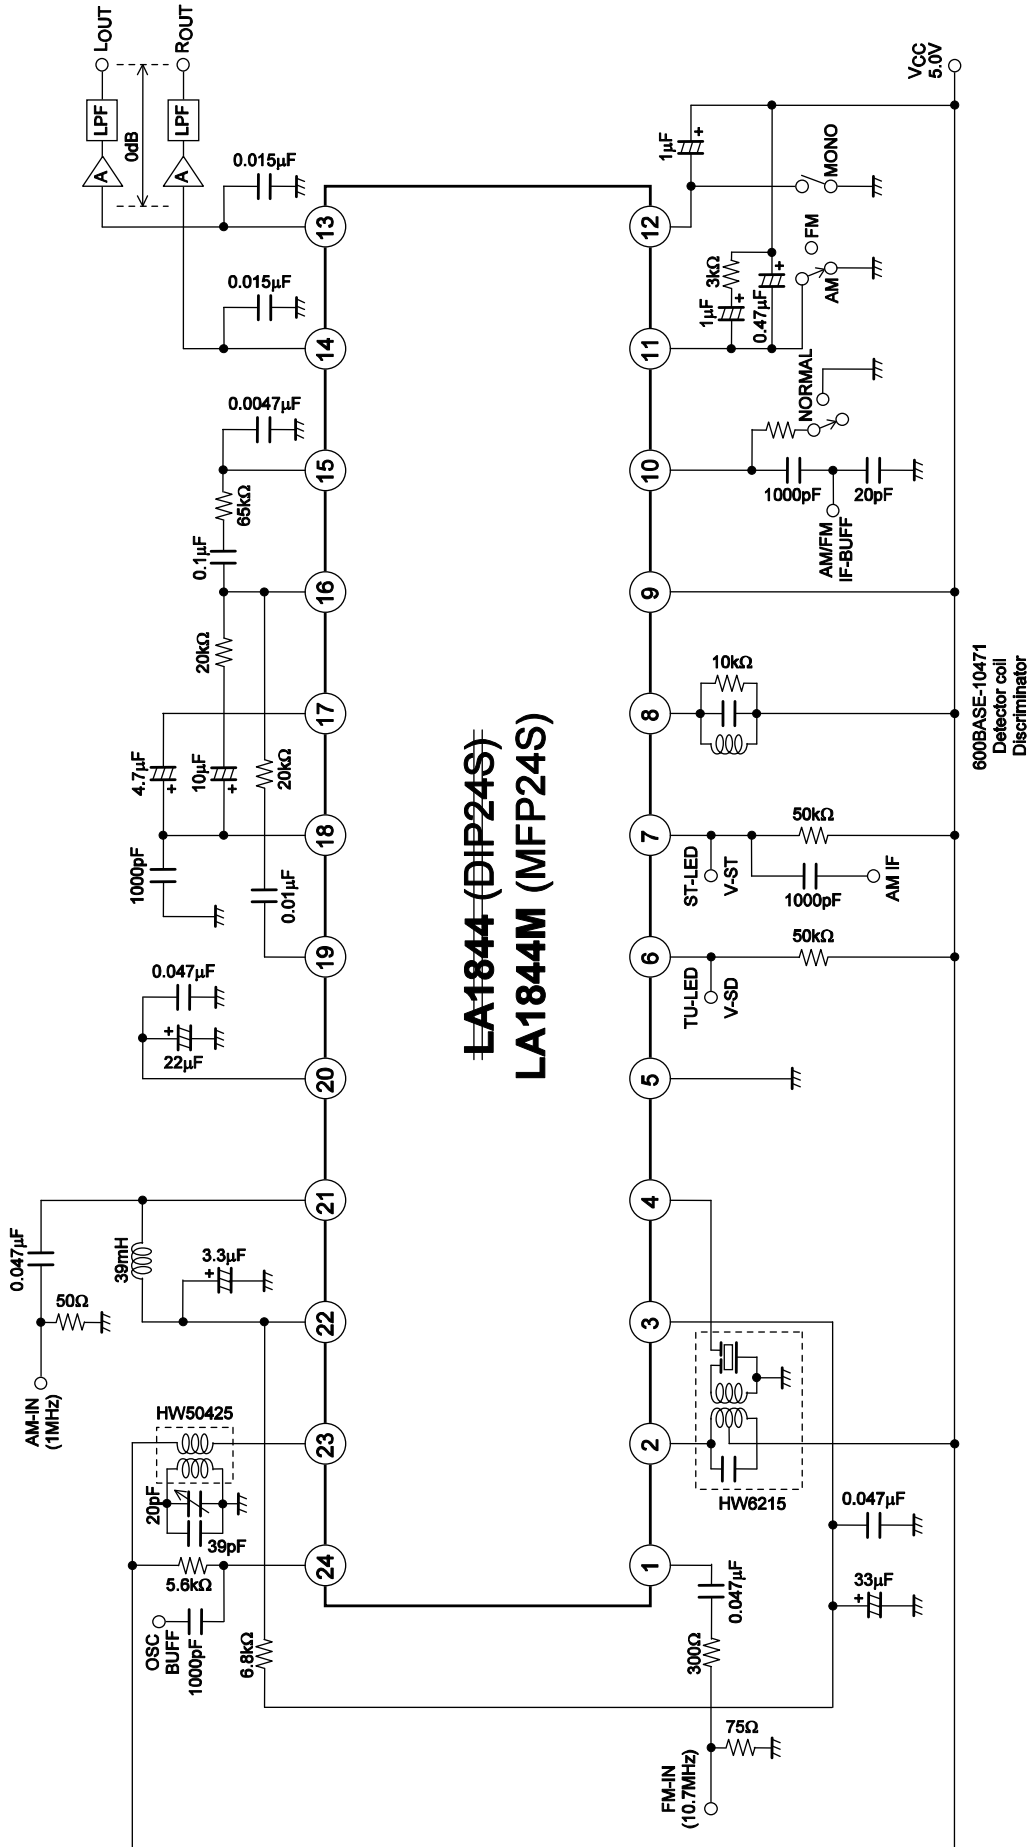 LOUT
ROUT
LPF
LPF
0dB
A
A
VCC
5.0V
0.015µF
1µF
+
MONO
13
12
FM
3kΩ
+
0.015µF
1µF
+
0.47µF
AM
14
11
NORMAL
0.0047µF
15
10
65kΩ
1000pF
20pF
0.1µF
AM/FM
IF-BUFF
16
9
20kΩ
10kΩ
600BASE-10471
Detector coil
Discriminator
17
8
4.7µF
+
10µF
+
20kΩ
LA1844 (DIP24S)
LA1844M (MFP24S)
50kΩ
18
7
1000pF
ST-LED
V-ST
0.01µF
1000pF
AM IF
50kΩ
19
6
0.047µF
TU-LED
V-SD
+
22µF
20
5
21
4
0.047µF
39mH
3.3µF
+
50Ω
22
3
AM-IN
(1MHz)
HW50425
23
2
20pF
HW6215
39pF
0.047µF
24
1
5.6kΩ
0.047µF
+
33µF
OSC
BUFF
1000pF
6.8kΩ
300Ω
75Ω
FM-IN
(10.7MHz)